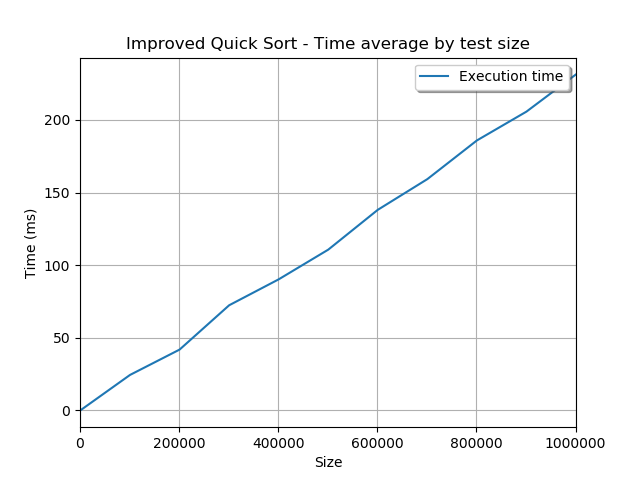 Improved Quick Sort - Time average by test size
Execution time
Time (ms)
200
150
100
50
0
0 200000 400000 600000 800000 1000000
Size